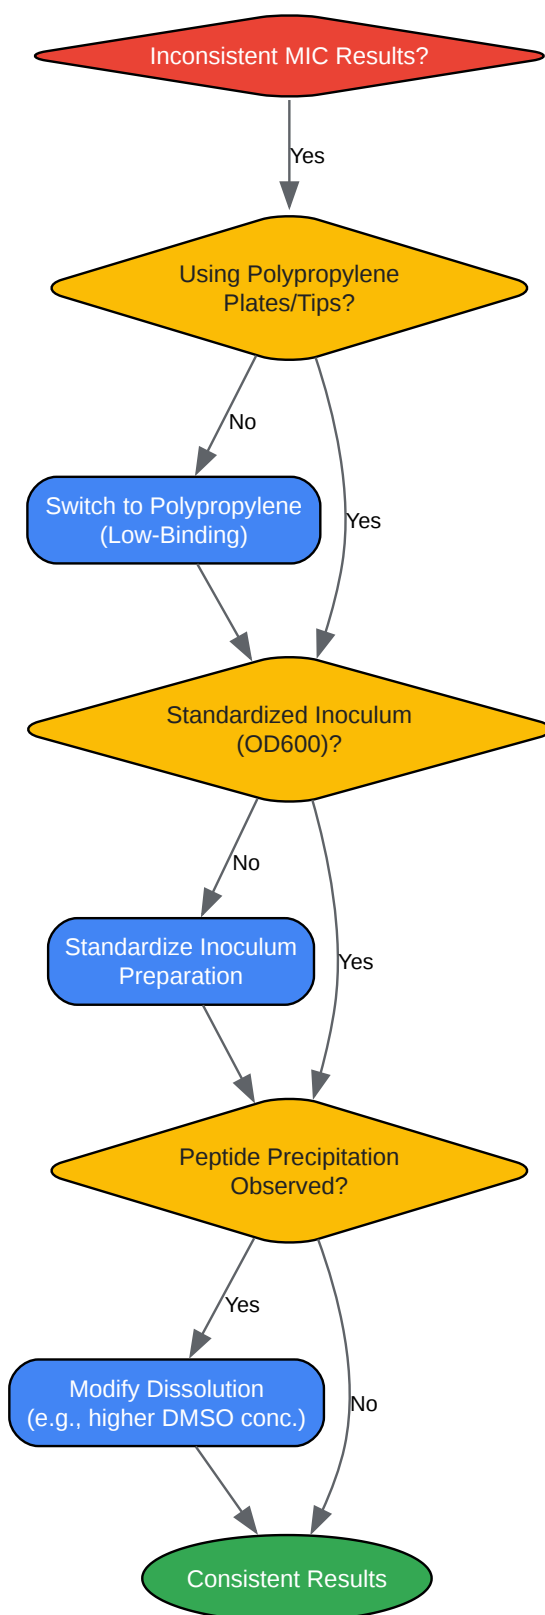 Inconsistent MIC Results?
Yes
Using Polypropylene
Plates/Tips?
No
Switch to Polypropylene
(Low-Binding)
Yes
Standardized Inoculum
(OD600)?
No
Standardize Inoculum
Preparation
Yes
Peptide Precipitation
Observed?
Yes
Modify Dissolution
(e.g., higher DMSO conc.)
No
Consistent Results